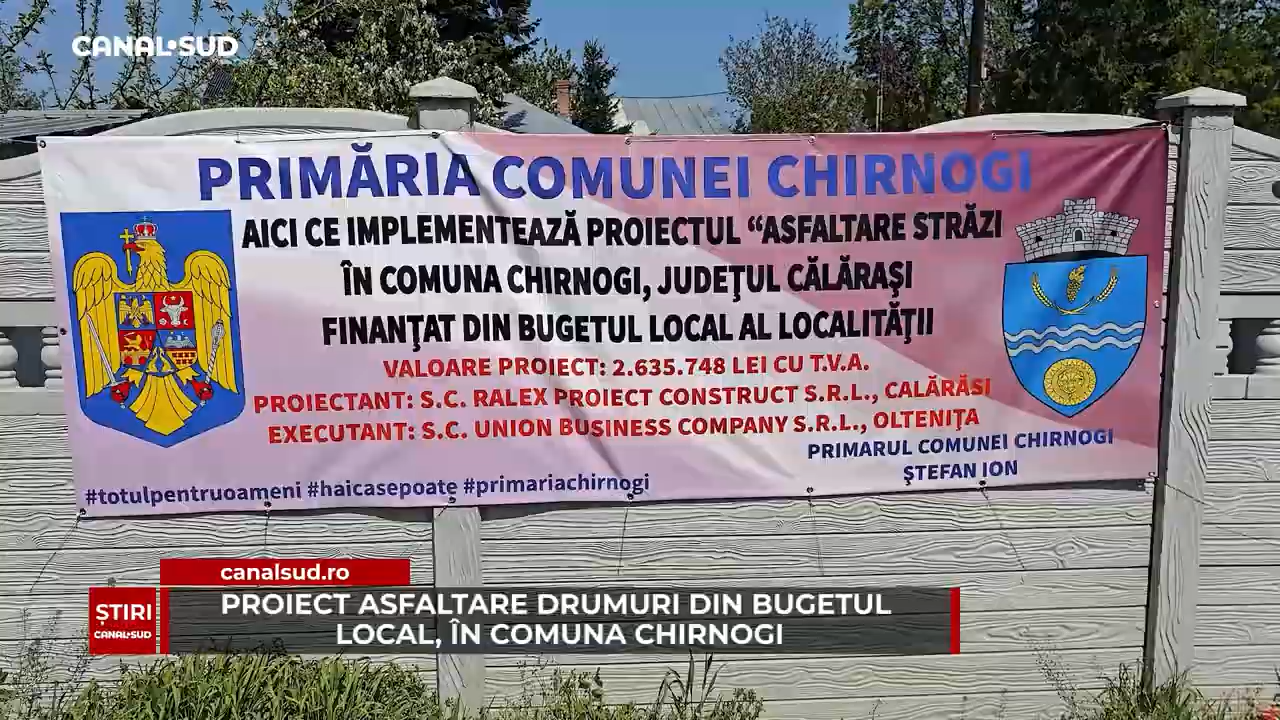 CANAL·SUD
PRIMĂRIA COMUNEI CHIRNOGI
AICI CE IMPLEMENTEAZĂ PROIECTUL “ASFALTARE STRĂZI
ÎN COMUNA CHIRNOGI, JUDEŢUL CĂLĂRAŞI
FINANŢAT DIN BUGETUL LOCAL AL LOCALITĂŢII
VALOARE PROIECT: 2.635.748 LEI CU T.V.A.
PROIECTANT: S.C. RALEX PROIECT CONSTRUCT S.R.L., CALĂRĂSI
EXECUTANT: S.C. UNION BUSINESS COMPANY S.R.L., OLTENIŢA
PRIMARUL COMUNEI CHIRNOGI
ŞTEFAN ION
#totulpentruoameni #haicasepoate #primariachirnogi
canalsud.ro
ȘTIRI
CANAL·SUD
PROIECT ASFALTARE DRUMURI DIN BUGETUL
LOCAL, ÎN COMUNA CHIRNOGI